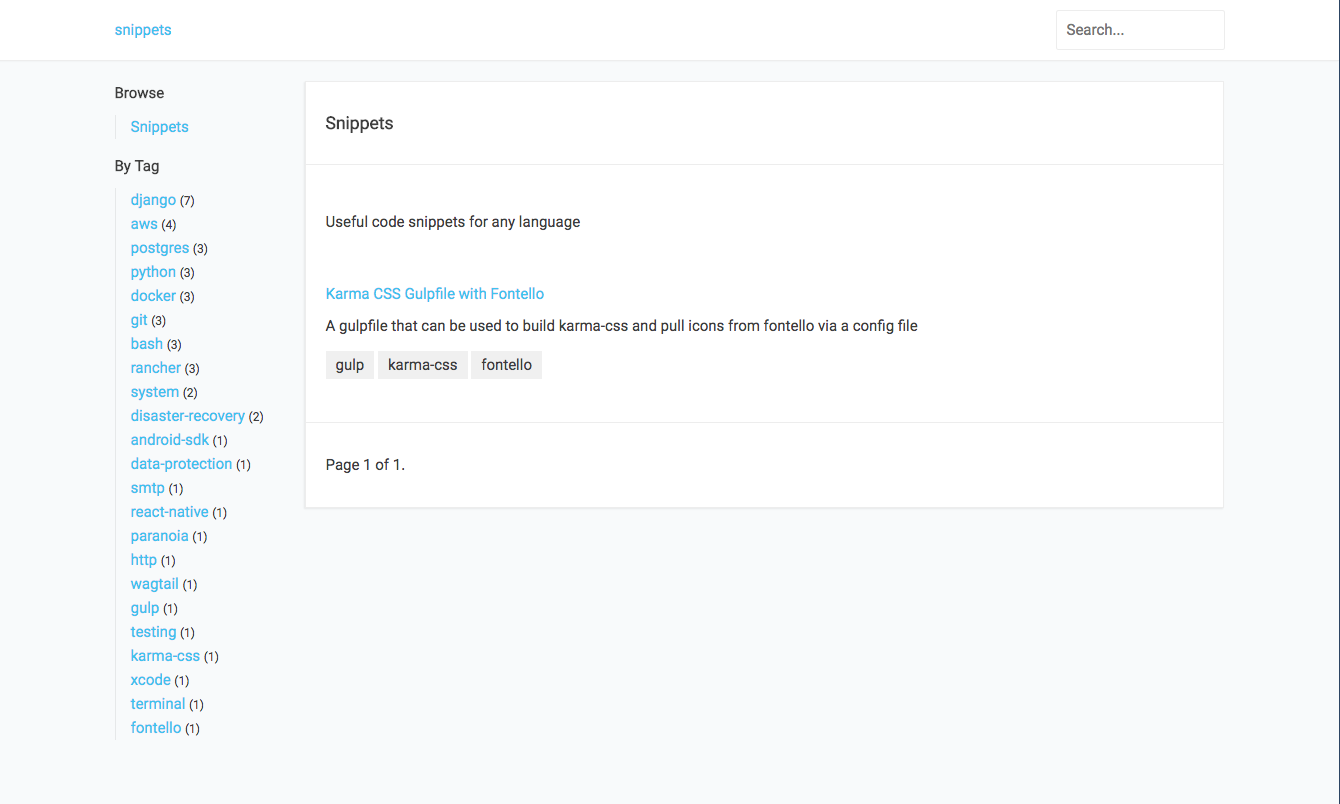 snippets
Search...
Browse
Snippets
By Tag
django (7)
aws (4)
postgres (3)
python (3)
docker (3)
git (3)
bash (3)
rancher (3)
system (2)
disaster-recovery (2)
android-sdk (1)
data-protection (1)
smtp (1)
react-native (1)
paranoia (1)
http (1)
wagtail (1)
gulp (1)
testing (1)
karma-css (1)
xcode (1)
terminal (1)
fontello (1)
Snippets
Useful code snippets for any language
Karma CSS Gulpfile with Fontello
A gulpfile that can be used to build karma-css and pull icons from fontello via a config file
gulp karma-css fontello
Page 1 of 1.